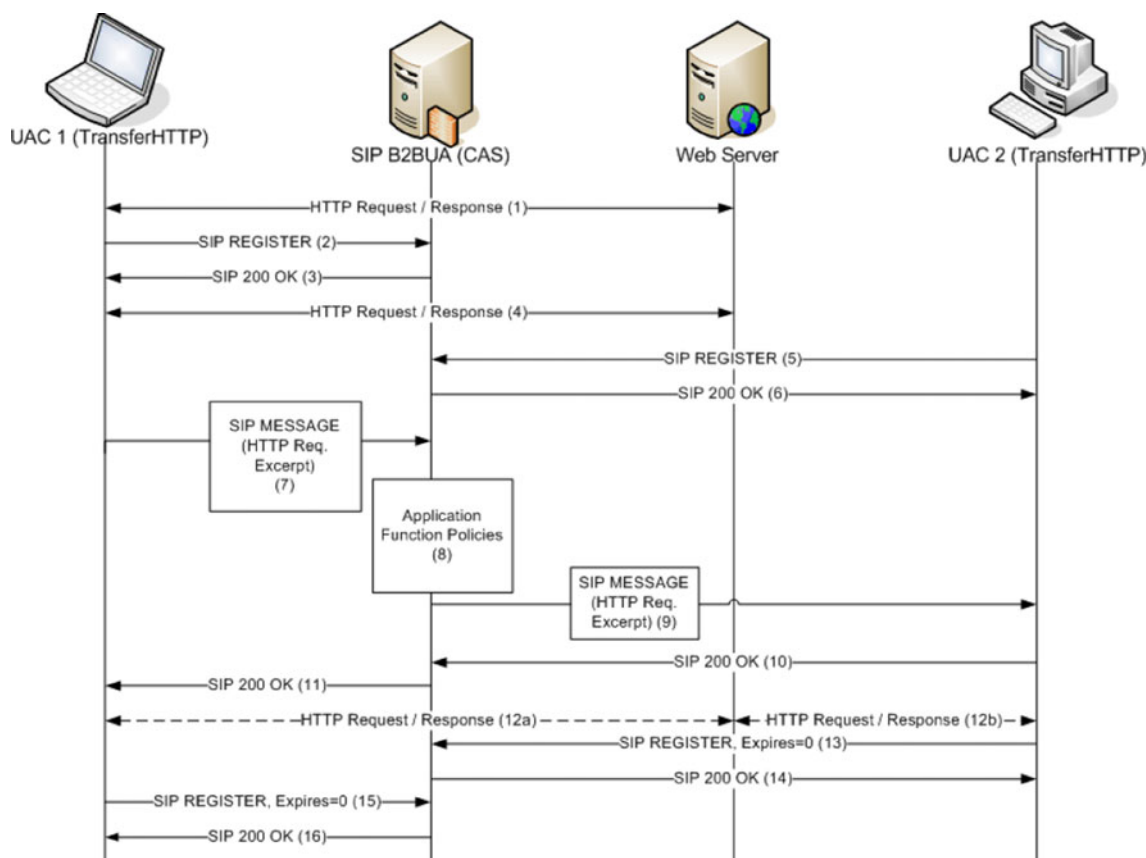 UAC 1 (TransferHTTP)
SIP B2BUA (CAS)
Web Server
UAC 2 (TransferHTTP)
HTTP Request / Response (1)
SIP REGISTER (2)
SIP 200 OK (3)
HTTP Request / Response (4)
SIP REGISTER (5)
SIP 200 OK (6)
SIP MESSAGE
(HTTP Req.
Excerpt)
(7)
Application
Function Policies
(8)
SIP MESSAGE
(HTTP Req.
Excerpt) (9)
SIP 200 OK (10)
SIP 200 OK (11)
HTTP Request / Response (12a)
HTTP Request / Response (12b)
SIP REGISTER, Expires=0 (13)
SIP 200 OK (14)
SIP REGISTER, Expires=0 (15)
SIP 200 OK (16)